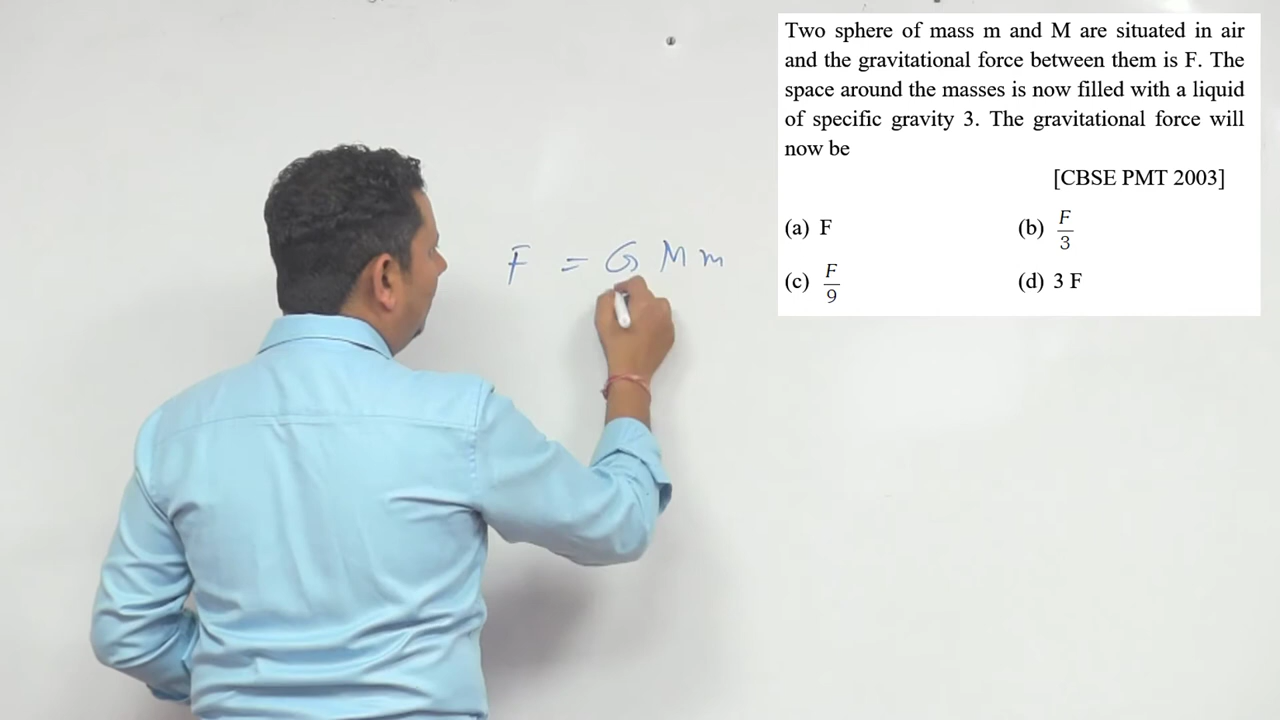 Two sphere of mass m and M are situated in air
and the gravitational force between them is F. The
space around the masses is now filled with a liquid
of specific gravity 3. The gravitational force will
now be
[CBSE PMT 2003]
(a) F (b) F/3
(c) F/9 (d) 3 F
F = G M m